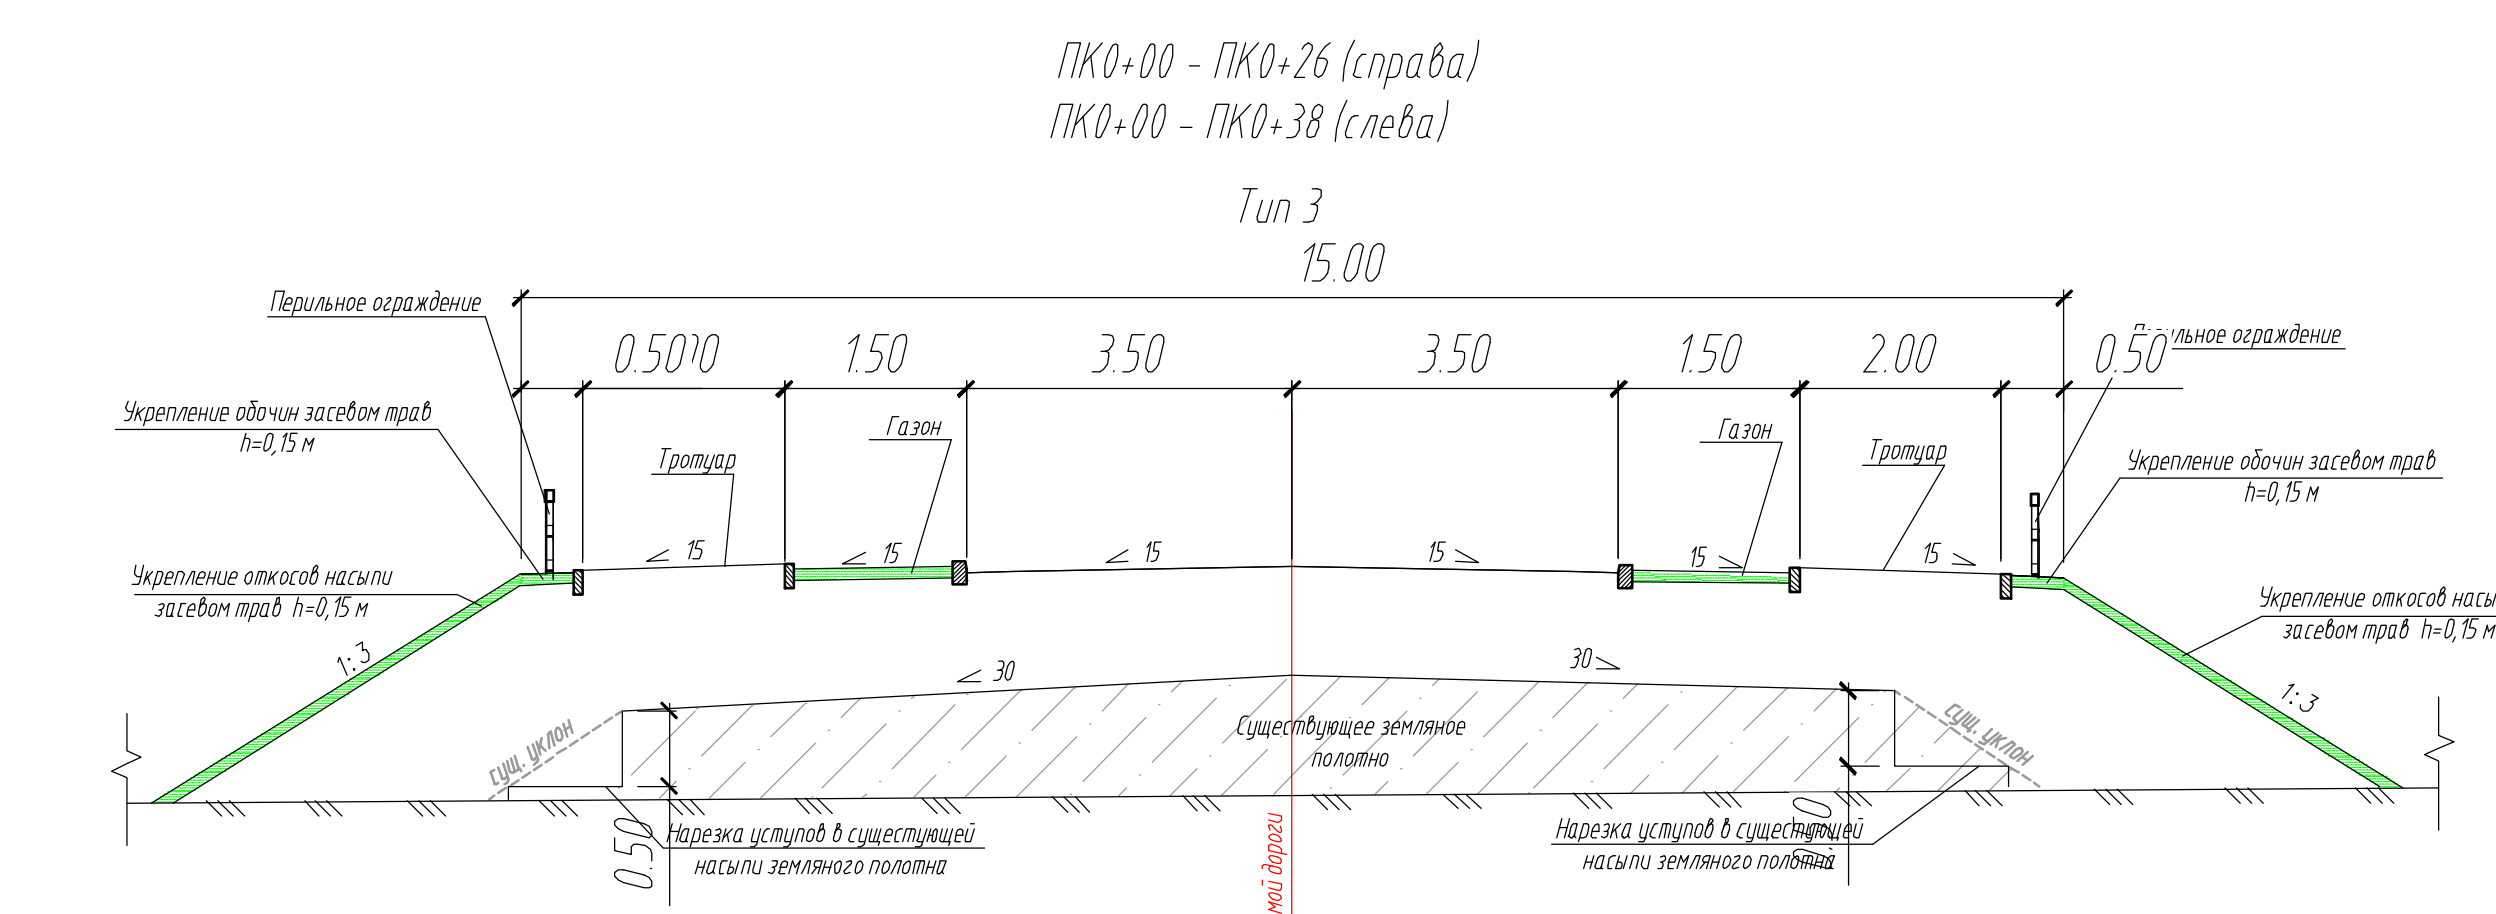 ПК0+00 – ПК0+26 (справа)
ПК0+00 – ПК0+38 (слева)
Тип 3
15.00
Перильное ограждение
ильное ограждение
0.50
1.50
3.50
3.50
1.50
2.00
0.50
Укрепление обочин засевом трав
h=0,15 м
Газон
Тротуар
Газон
Тротуар
Укрепление обочин засевом трав
h=0,15 м
15
15
15
15
15
15
Укрепление откосов насыпи
засевом трав h=0,15 м
Укрепление откосов насы
засевом трав h=0,15 м
1:3
30
30
1:3
сущ. уклон
Существующее земляное
полотно
сущ. уклон
0.50
Нарезка уступов в существующей
насыпи земляного полотна
мой дороги
Нарезка уступов в существующей
насыпи земляного полотна